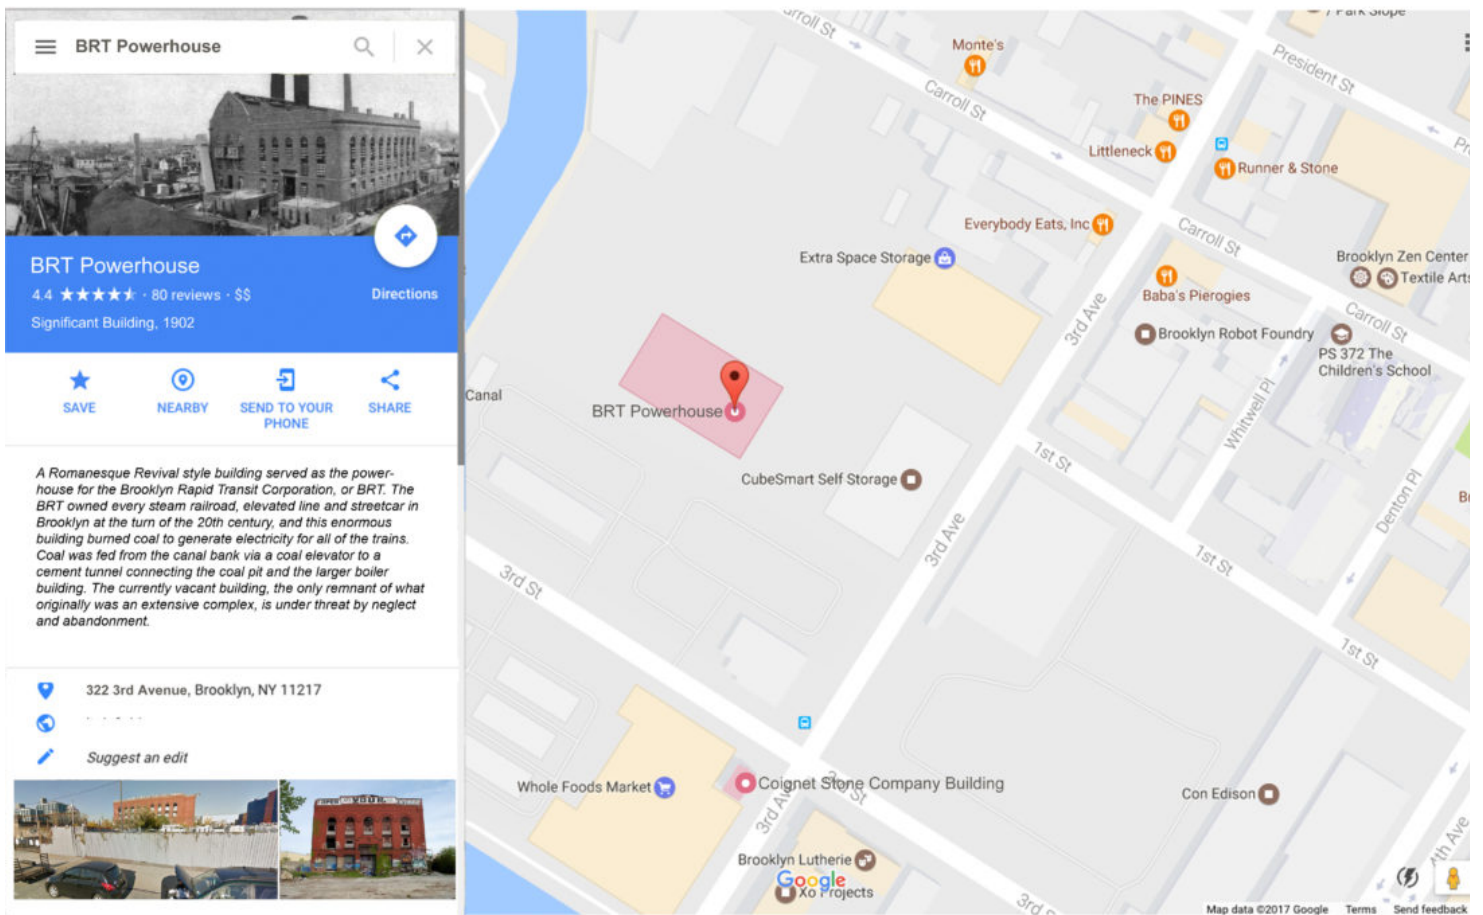 BRT Powerhouse
BRT Powerhouse
4.4 · 80 reviews · $$
Directions
Significant Building, 1902
SAVE
NEARBY
SEND TO YOUR
PHONE
SHARE
A Romanesque Revival style building served as the power-
house for the Brooklyn Rapid Transit Corporation, or BRT. The
BRT owned every steam railroad, elevated line and streetcar in
Brooklyn at the turn of the 20th century, and this enormous
building burned coal to generate electricity for all of the trains.
Coal was fed from the canal bank via a coal elevator to a
cement tunnel connecting the coal pit and the larger boiler
building. The currently vacant building, the only remnant of what
originally was an extensive complex, is under threat by neglect
and abandonment.
322 3rd Avenue, Brooklyn, NY 11217
Suggest an edit
OPEN YOUR
Park Slope
Carroll St
Monte's
President St
Carroll St
The PINES
Littleneck
Runner & Stone
Everybody Eats, Inc
Carroll St
Extra Space Storage
Brooklyn Zen Center
Textile Arts
Baba's Pierogies
3rd Ave
Carroll St
Brooklyn Robot Foundry
PS 372 The
Children's School
Canal
BRT Powerhouse
Whitwell Pl
1st St
CubeSmart Self Storage
Denton Pl
3rd Ave
1st St
3rd St
1st St
Whole Foods Market
Coignet Stone Company Building
3rd St
3rd Ave
Con Edison
4th Ave
Brooklyn Lutherie
Google
Xo Projects
3rd
Map data ©2017 Google Terms Send feedback